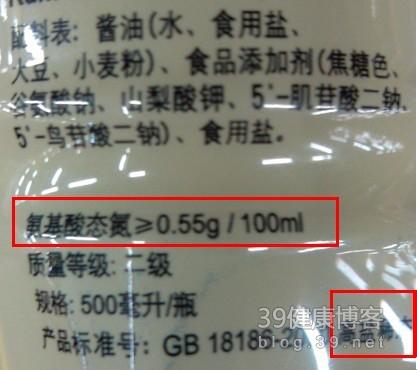 配料表：酱油(水、食用盐、
大豆、小麦粉)、食品添加剂(焦糖色、
谷氨酸钠、山梨酸钾、5'-肌苷酸二钠、
5'-鸟苷酸二钠)、食用盐。
氨基酸态氮≥0.55g / 100ml
质量等级: 二级
规格: 500毫升/瓶
39健康博客
产品标准号: GB 18186
blog.39.net